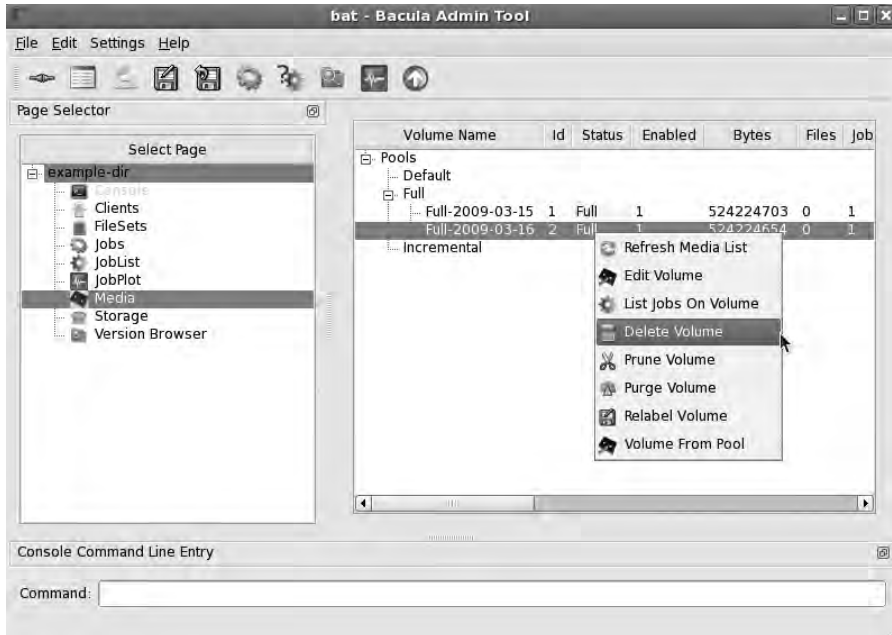 bat - Bacula Admin Tool
File Edit Settings Help
Page Selector
Select Page
example-dir
Console
Clients
FileSets
Jobs
JobList
JobPlot
Media
Storage
Version Browser
Volume Name Id Status Enabled Bytes Files Job
Pools
Default
Full
Full-2009-03-15 1 Full 1 524224703 0 1
Full-2009-03-16 2 Full 1 524224654 0 1
Incremental
Refresh Media List
Edit Volume
List Jobs On Volume
Delete Volume
Prune Volume
Purge Volume
Relabel Volume
Volume From Pool
Console Command Line Entry
Command: